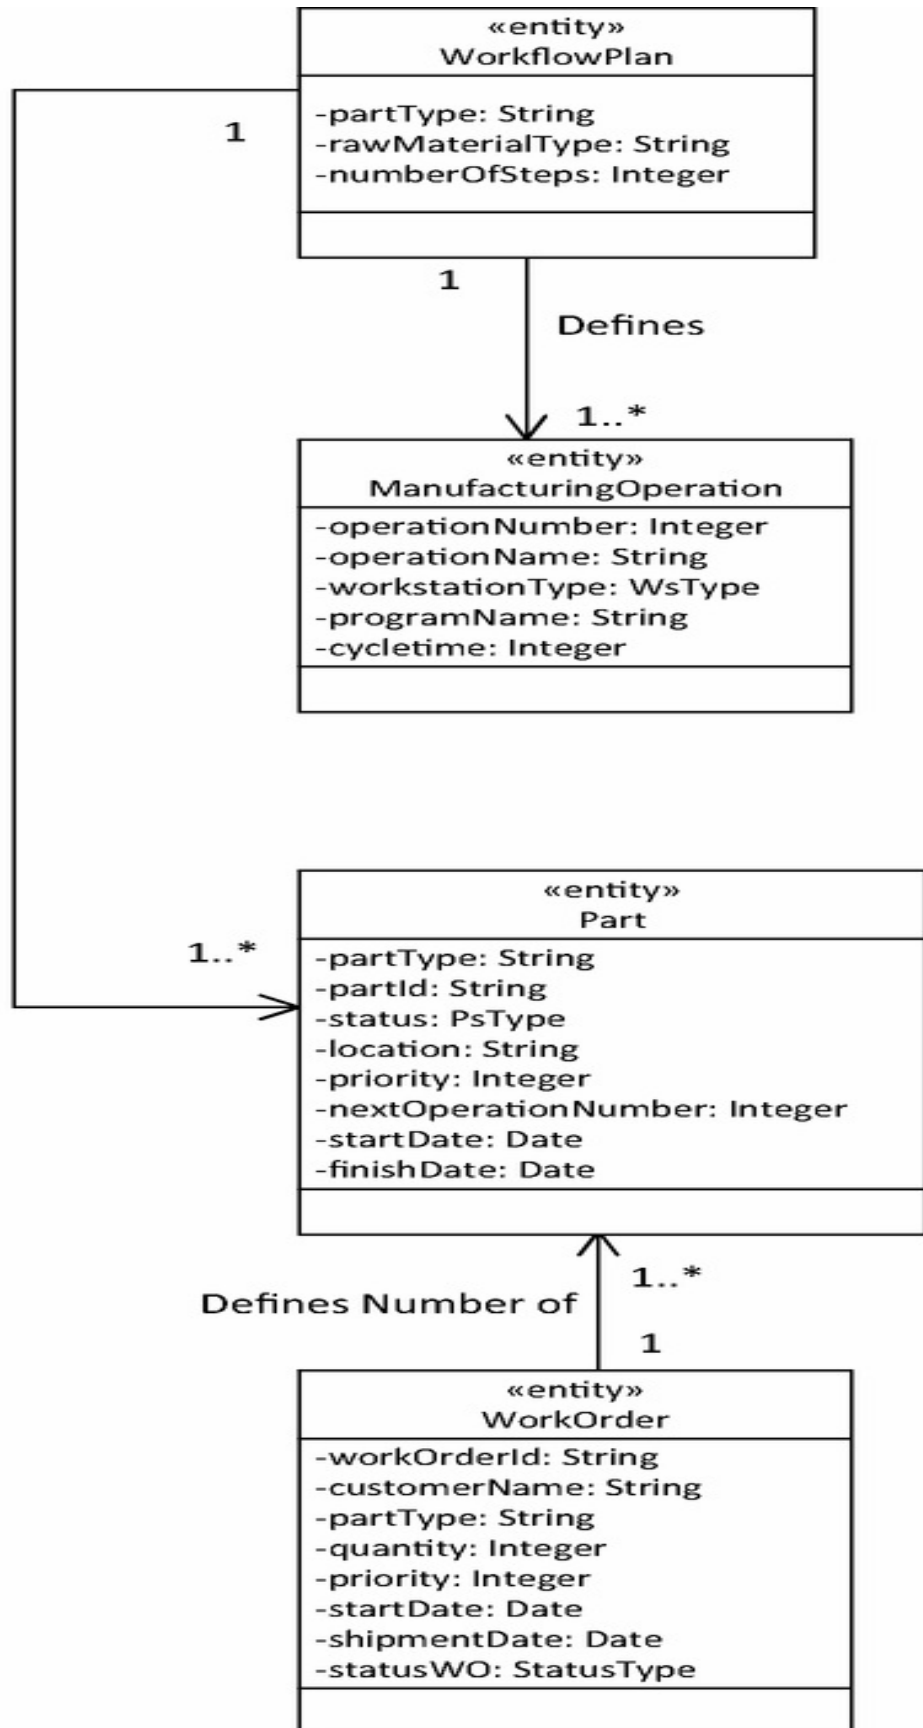 «entity»
WorkflowPlan
-partType: String
-rawMaterialType: String
-numberOfSteps: Integer
1
1
Defines
1..*
«entity»
ManufacturingOperation
-operationNumber: Integer
-operationName: String
-workstationType: WsType
-programName: String
-cycletime: Integer
«entity»
Part
-partType: String
-partId: String
-status: PsType
-location: String
-priority: Integer
-nextOperationNumber: Integer
-startDate: Date
-finishDate: Date
1..*
1..*
Defines Number of
1
«entity»
WorkOrder
-workOrderId: String
-customerName: String
-partType: String
-quantity: Integer
-priority: Integer
-startDate: Date
-shipmentDate: Date
-statusWO: StatusType